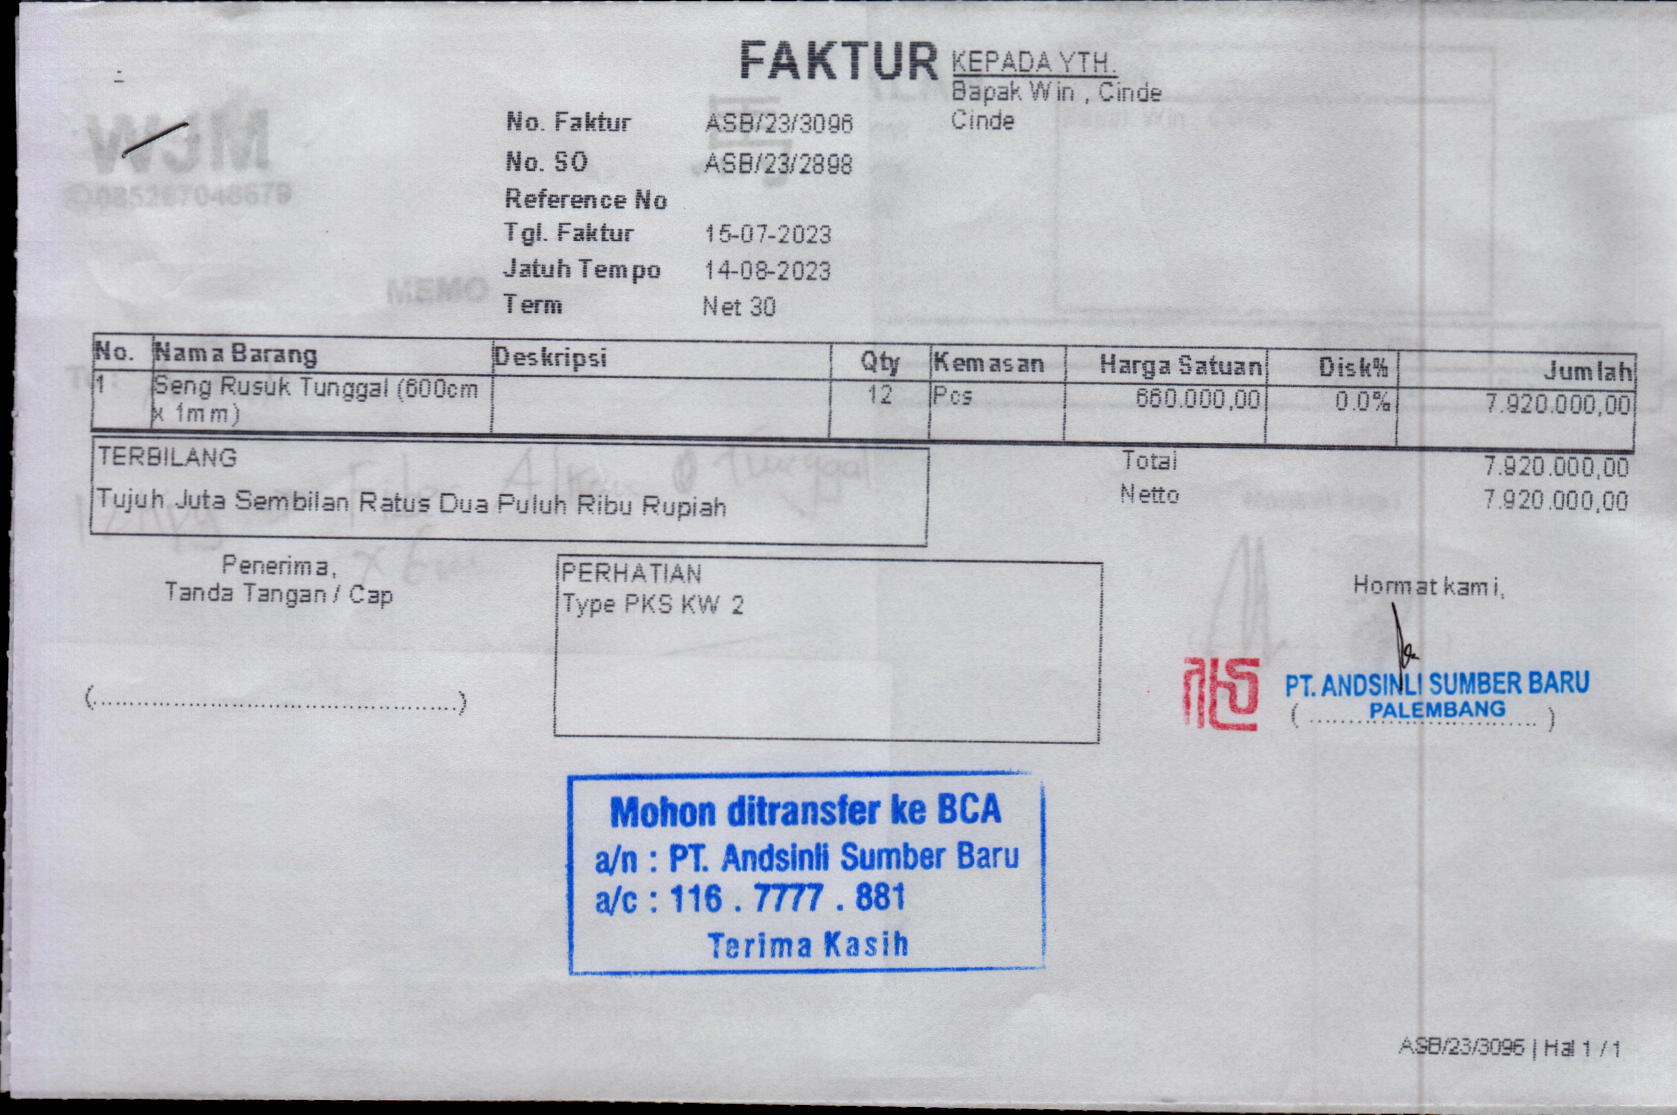 FAKTUR
KEPADA YTH.
Bapak Win , Cinde
Cinde
No. Faktur ASB/23/3096
No. SO ASB/23/2898
Reference No
Tgl. Faktur 15-07-2023
Jatuh Tempo 14-08-2023
Term Net 30
WJM
085267048679
MEMO
No. Nama Barang Deskripsi Qty Kemasan Harga Satuan Disk% Jumlah
1 Seng Rusuk Tunggal (600cm 12 Pcs 660.000,00 0.0% 7.920.000,00
x 1mm)
TERBILANG
Tujuh Juta Sembilan Ratus Dua Puluh Ribu Rupiah
Total 7.920.000,00
Netto 7.920.000,00
Penerima,
Tanda Tangan / Cap
(..............................................)
PERHATIAN
Type PKS KW 2
Hormat kami,
PT. ANDSINLI SUMBER BARU
PALEMBANG
( ............................ )
Mohon ditransfer ke BCA
a/n : PT. Andsinli Sumber Baru
a/c : 116 . 7777 . 881
Terima Kasih
ASB/23/3096 | Hal 1 / 1